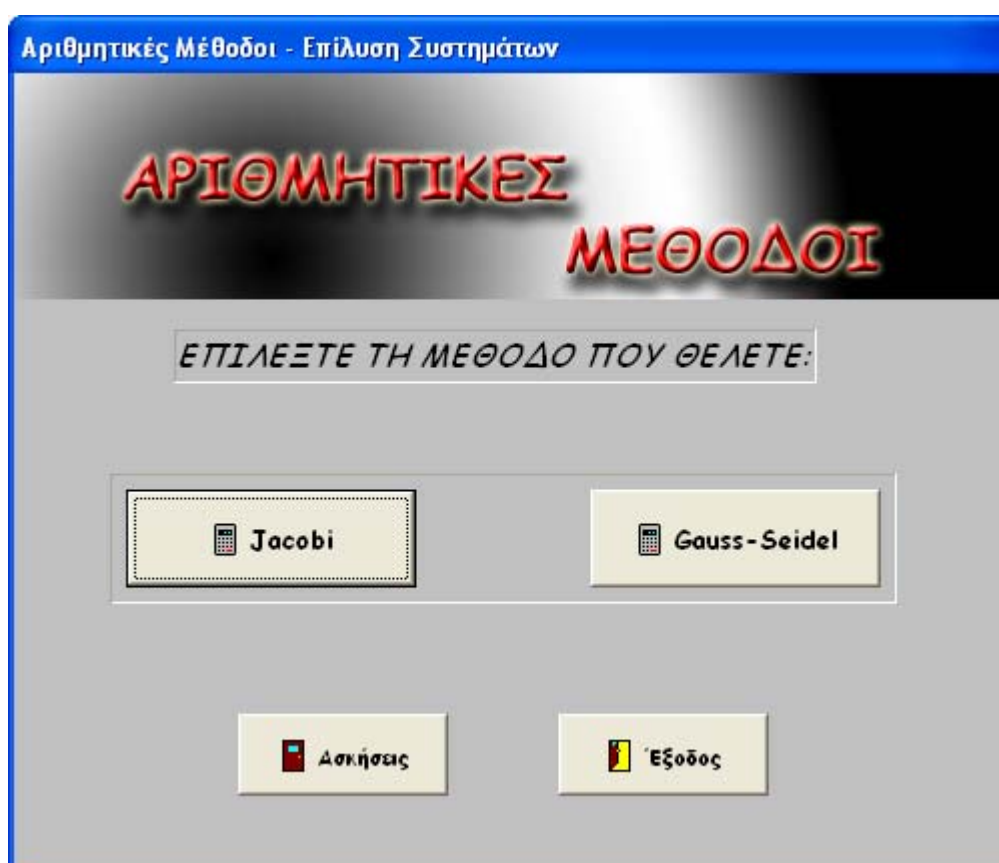 Αριθμητικές Μέθοδοι - Επίλυση Συστημάτων
ΑΡΙΘΜΗΤΙΚΕΣ
ΜΕΘΟΔΟΙ
ΕΠΙΛΕΞΤΕ ΤΗ ΜΕΘΟΔΟ ΠΟΥ ΘΕΛΕΤΕ:
Jacobi
Gauss-Seidel
Ασκήσεις
Έξοδος